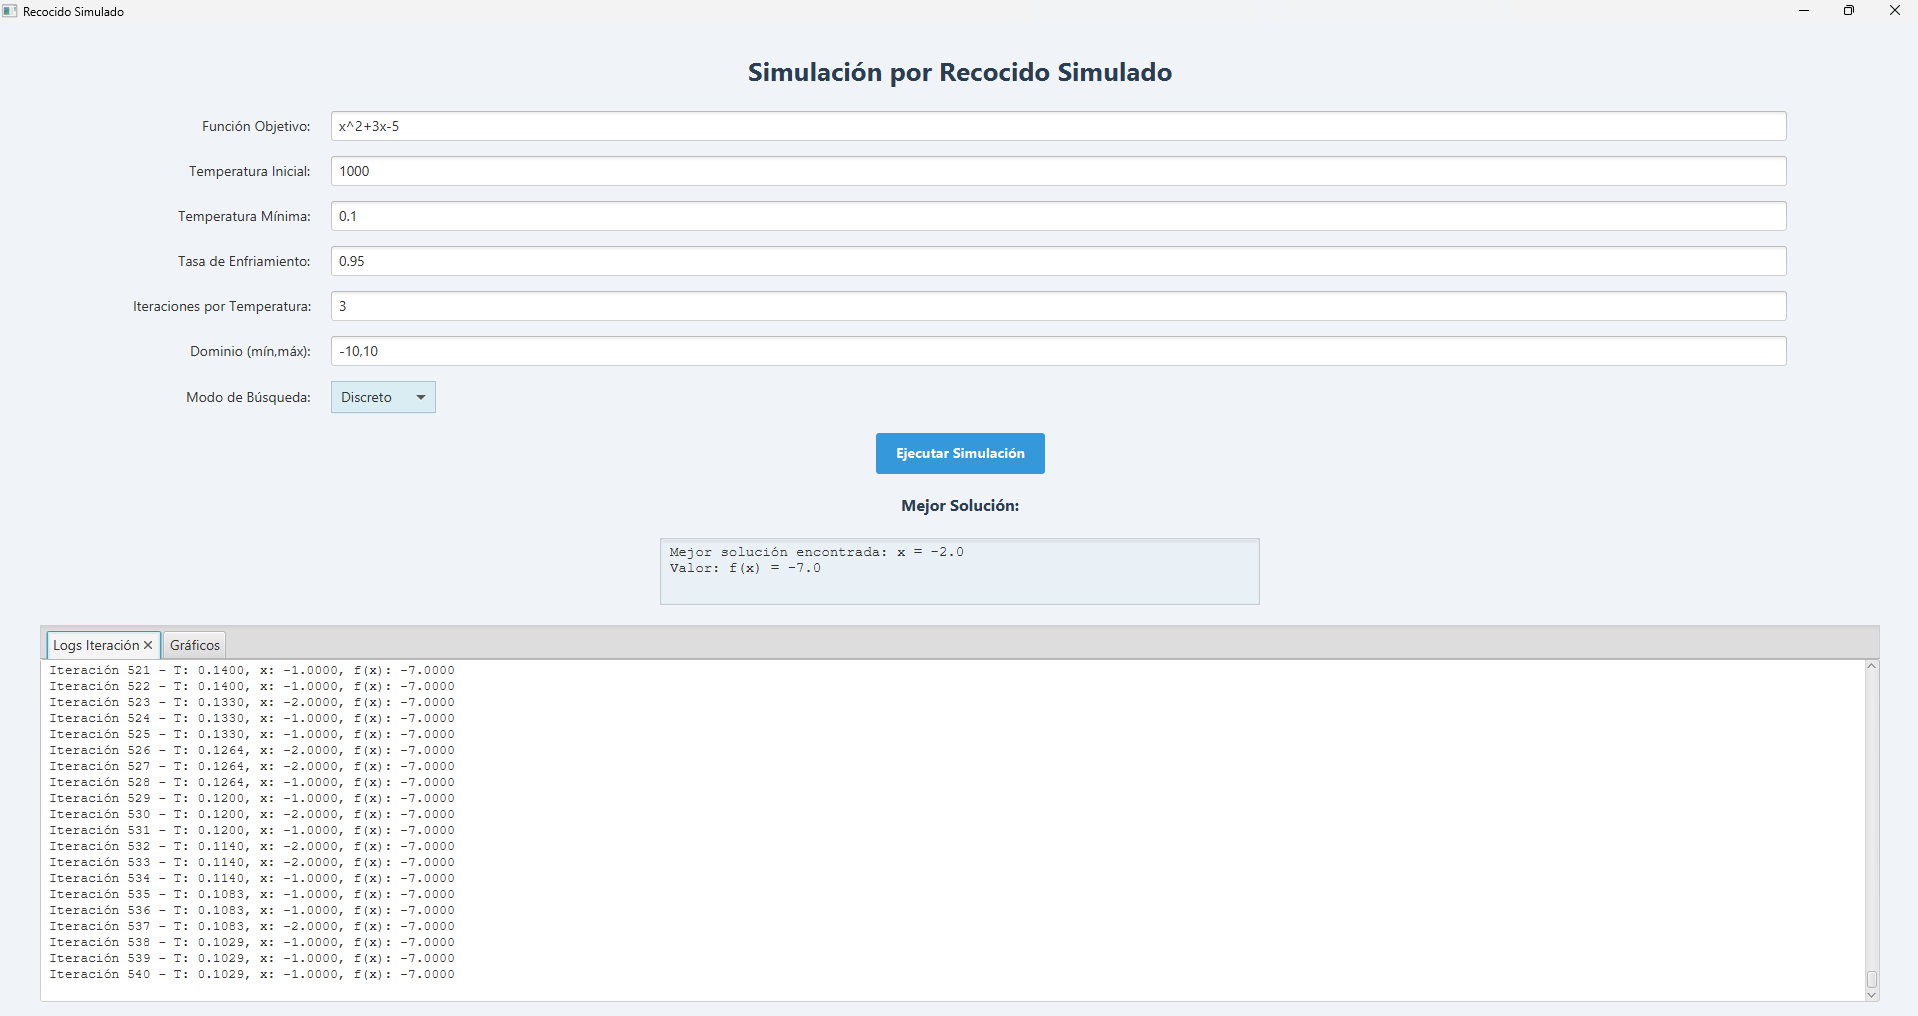 Recocido Simulado
Simulación por Recocido Simulado
Función Objetivo: x^2+3x-5
Temperatura Inicial: 1000
Temperatura Mínima: 0.1
Tasa de Enfriamiento: 0.95
Iteraciones por Temperatura: 3
Dominio (mín,máx): -10,10
Modo de Búsqueda: Discreto
Ejecutar Simulación
Mejor Solución:
Mejor solución encontrada: x = -2.0
Valor: f(x) = -7.0
Logs Iteración Gráficos
Iteración 521 - T: 0.1400, x: -1.0000, f(x): -7.0000
Iteración 522 - T: 0.1400, x: -1.0000, f(x): -7.0000
Iteración 523 - T: 0.1330, x: -2.0000, f(x): -7.0000
Iteración 524 - T: 0.1330, x: -1.0000, f(x): -7.0000
Iteración 525 - T: 0.1330, x: -1.0000, f(x): -7.0000
Iteración 526 - T: 0.1264, x: -2.0000, f(x): -7.0000
Iteración 527 - T: 0.1264, x: -2.0000, f(x): -7.0000
Iteración 528 - T: 0.1264, x: -1.0000, f(x): -7.0000
Iteración 529 - T: 0.1200, x: -1.0000, f(x): -7.0000
Iteración 530 - T: 0.1200, x: -2.0000, f(x): -7.0000
Iteración 531 - T: 0.1200, x: -1.0000, f(x): -7.0000
Iteración 532 - T: 0.1140, x: -2.0000, f(x): -7.0000
Iteración 533 - T: 0.1140, x: -2.0000, f(x): -7.0000
Iteración 534 - T: 0.1140, x: -1.0000, f(x): -7.0000
Iteración 535 - T: 0.1083, x: -1.0000, f(x): -7.0000
Iteración 536 - T: 0.1083, x: -1.0000, f(x): -7.0000
Iteración 537 - T: 0.1083, x: -2.0000, f(x): -7.0000
Iteración 538 - T: 0.1029, x: -1.0000, f(x): -7.0000
Iteración 539 - T: 0.1029, x: -1.0000, f(x): -7.0000
Iteración 540 - T: 0.1029, x: -1.0000, f(x): -7.0000